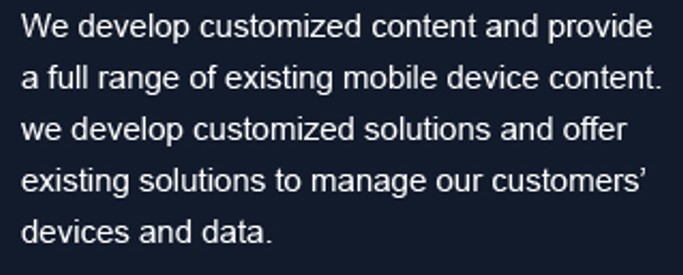 We develop customized content and provide
a full range of existing mobile device content.
we develop customized solutions and offer
existing solutions to manage our customers’
devices and data.